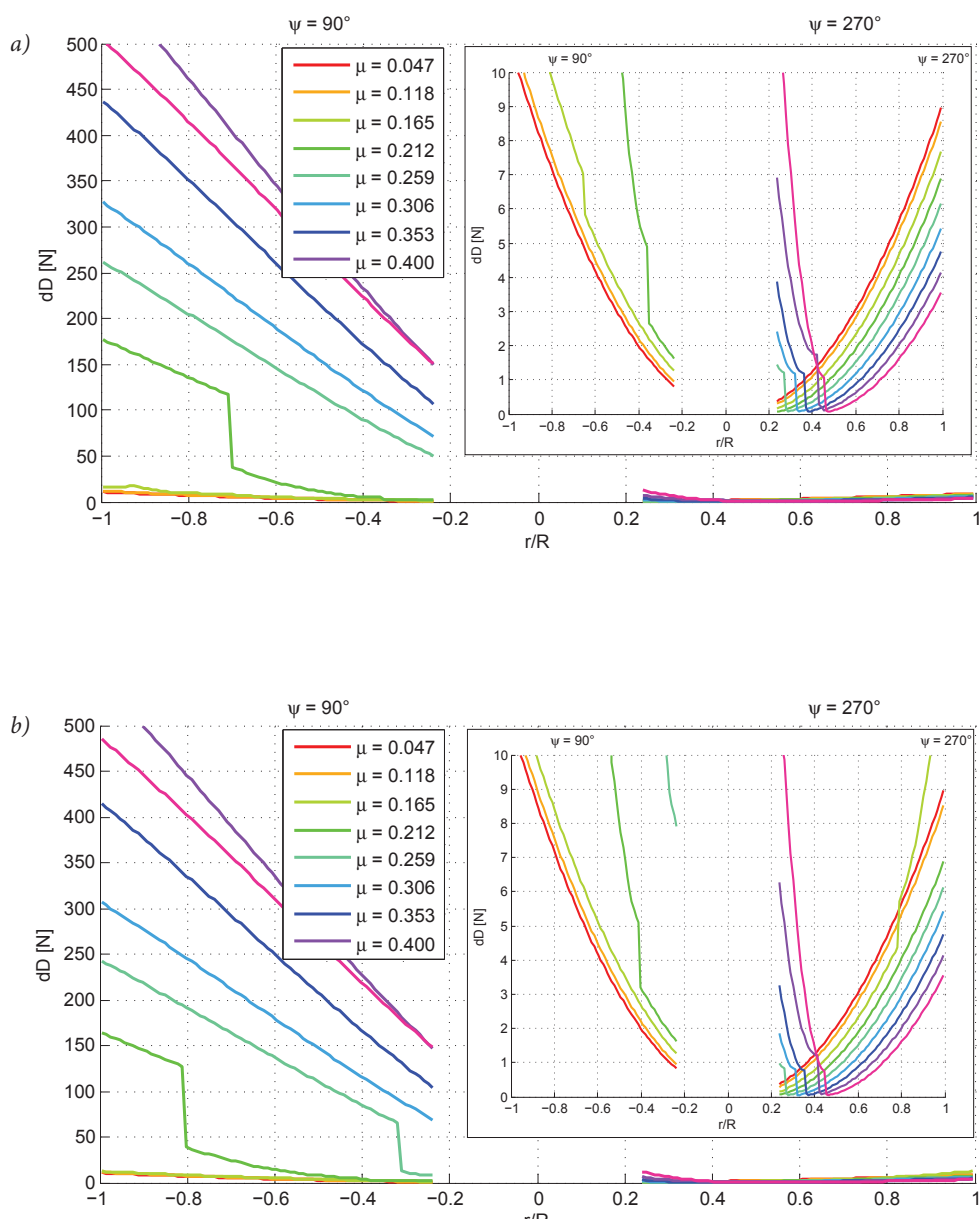 a)
ψ = 90°
ψ = 270°
500
450
400
350
300
250
200
150
100
50
0
dD [N]
−1
−0.8
−0.6
−0.4
−0.2
0
0.2
0.4
0.6
0.8
1
r/R
μ = 0.047
μ = 0.118
μ = 0.165
μ = 0.212
μ = 0.259
μ = 0.306
μ = 0.353
μ = 0.400
ψ = 90°
ψ = 270°
10
9
8
7
6
5
4
3
2
1
0
dD [N]
−1
−0.8
−0.6
−0.4
−0.2
0
0.2
0.4
0.6
0.8
1
r/R
b)
ψ = 90°
ψ = 270°
500
450
400
350
300
250
200
150
100
50
0
dD [N]
−1
−0.8
−0.6
−0.4
−0.2
0
0.2
0.4
0.6
0.8
1
r/R
μ = 0.047
μ = 0.118
μ = 0.165
μ = 0.212
μ = 0.259
μ = 0.306
μ = 0.353
μ = 0.400
ψ = 90°
ψ = 270°
10
9
8
7
6
5
4
3
2
1
0
dD [N]
−1
−0.8
−0.6
−0.4
−0.2
0
0.2
0.4
0.6
0.8
1
r/R